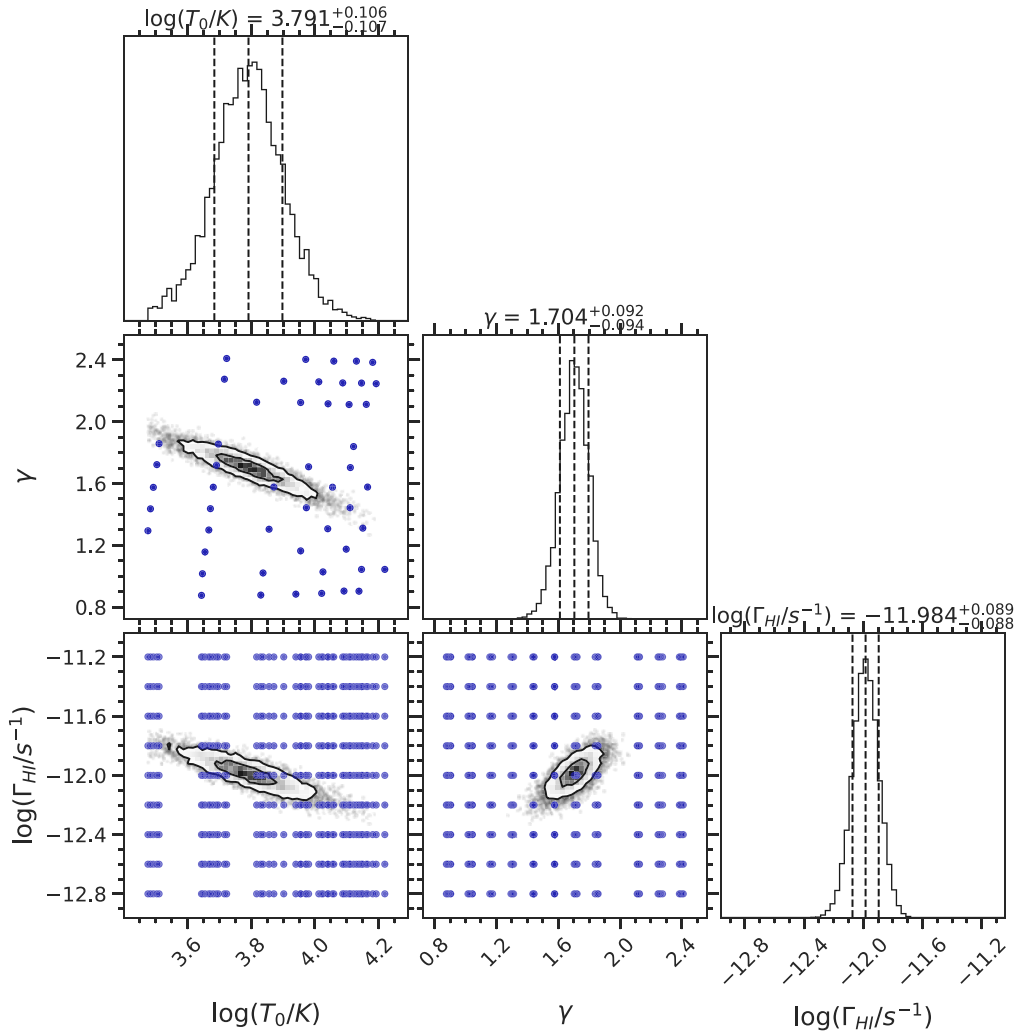 log(T₀/K) = 3.791⁺⁰·¹⁰⁶₋₀.₁₀₇
γ = 1.704⁺⁰·⁰⁹²₋₀.₀₉₄
2.4
2.0
1.6
1.2
0.8
γ
log(Γ_HI/s⁻¹) = −11.984⁺⁰·⁰⁸⁹₋₀.₀₈₈
−11.2
−11.6
−12.0
−12.4
−12.8
log(Γ_HI/s⁻¹)
3.6 3.8 4.0 4.2
0.8 1.2 1.6 2.0 2.4
−12.8 −12.4 −12.0 −11.6 −11.2
log(T₀/K) γ log(Γ_HI/s⁻¹)